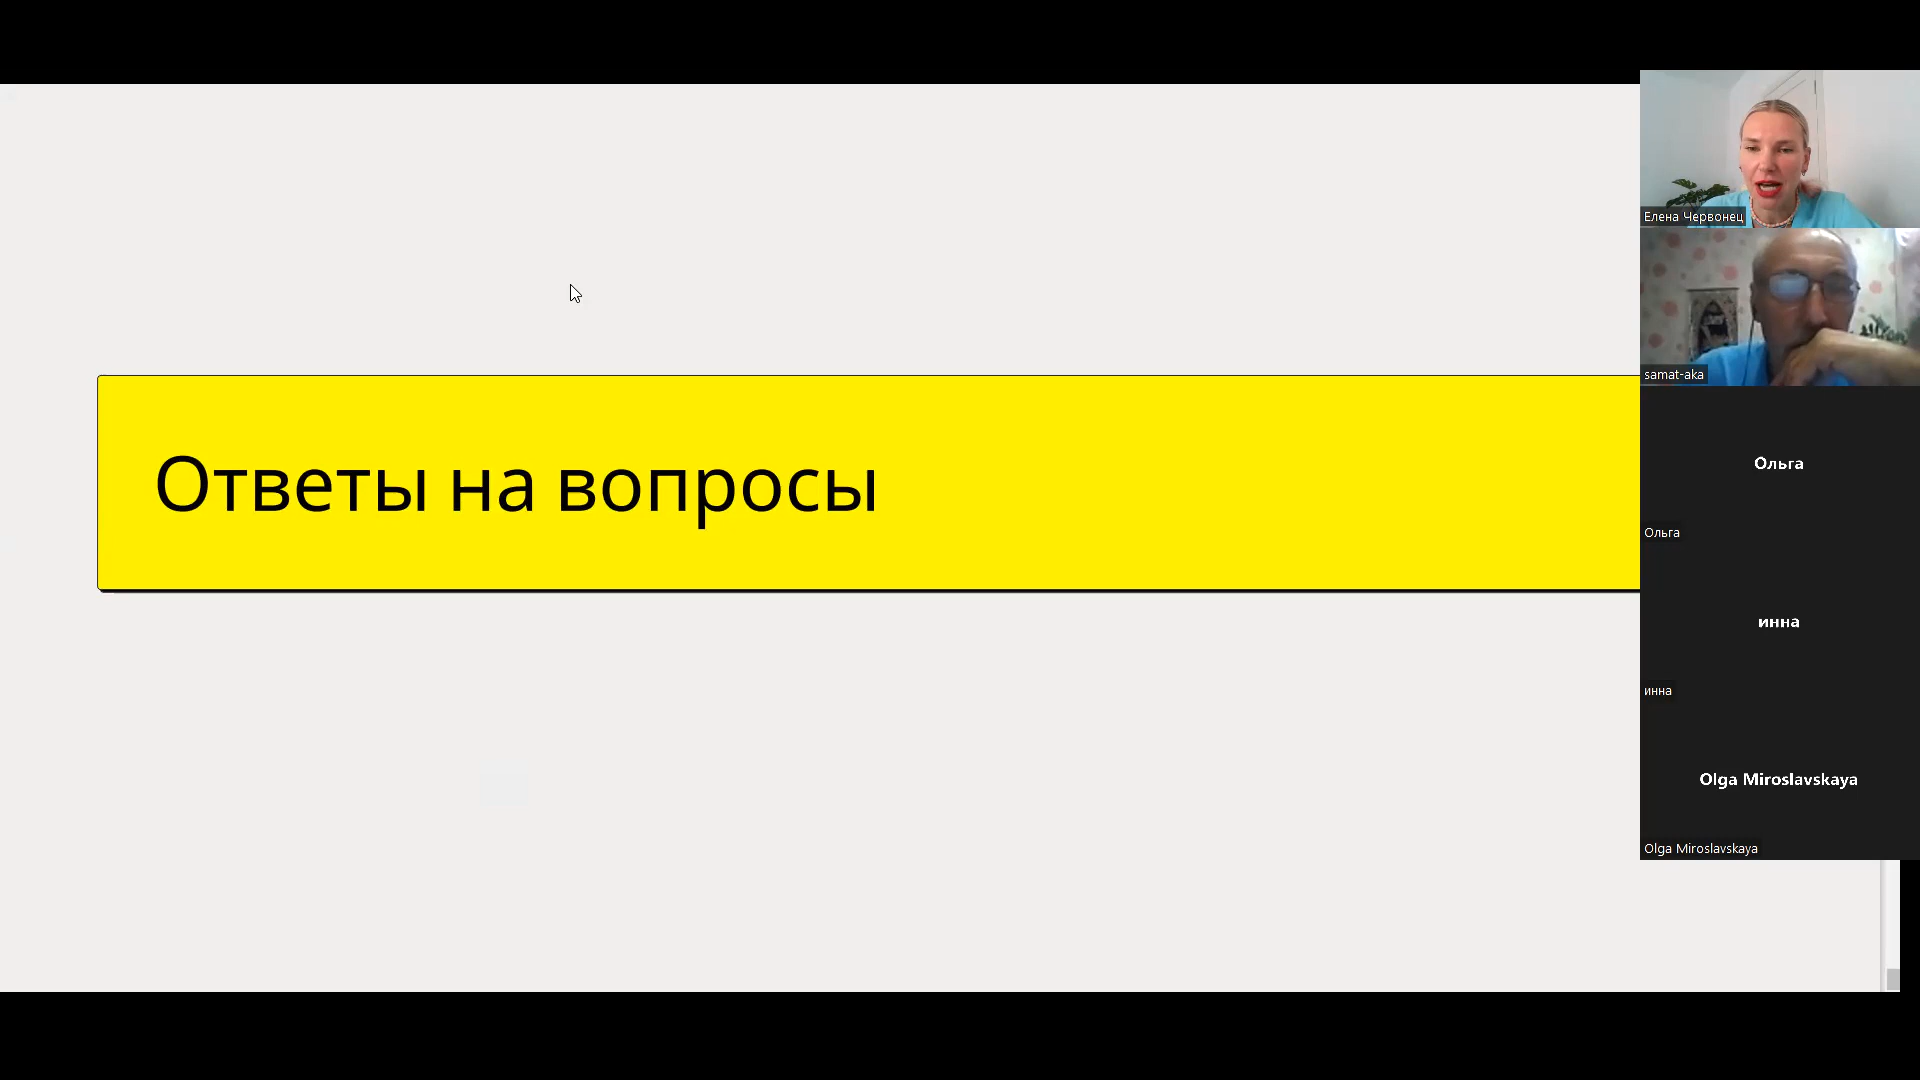 Ответы на вопросы
Елена Червонец
samat-aka
Ольга
Ольга
инна
инна
Olga Miroslavskaya
Olga Miroslavskaya